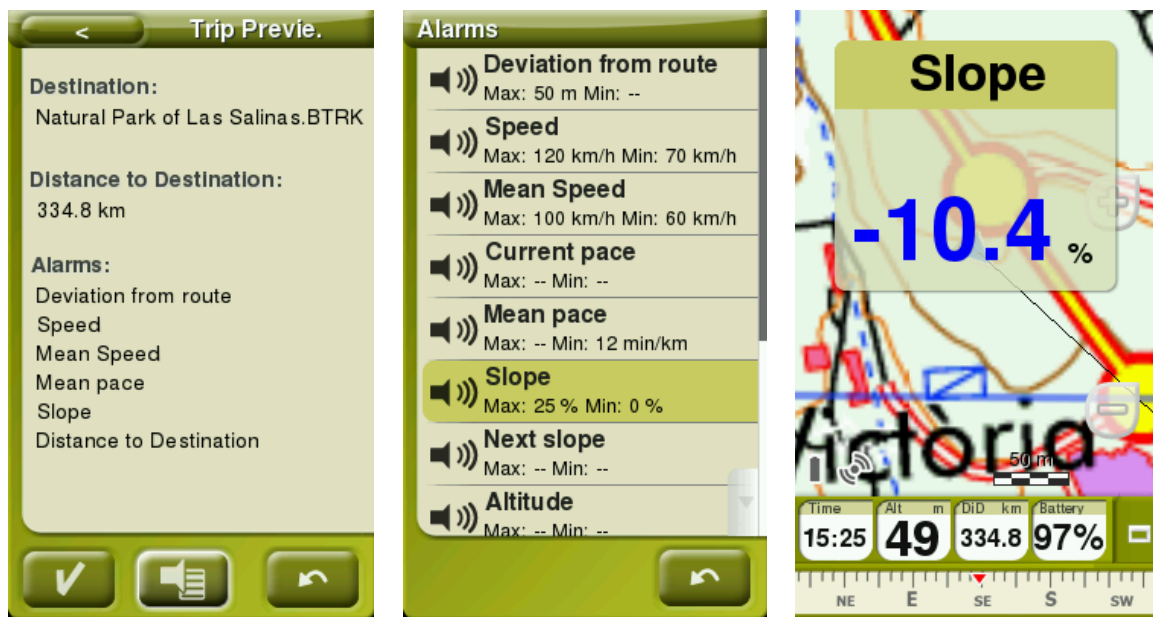 <
Trip Previe.
Destination:
Natural Park of Las Salinas.BTRK
Distance to Destination:
334.8 km
Alarms:
Deviation from route
Speed
Mean Speed
Mean pace
Slope
Distance to Destination
Alarms
Deviation from route
Max: 50 m Min: --
Speed
Max: 120 km/h Min: 70 km/h
Mean Speed
Max: 100 km/h Min: 60 km/h
Current pace
Max: -- Min: --
Mean pace
Max: -- Min: 12 min/km
Slope
Max: 25 % Min: 0 %
Next slope
Max: -- Min: --
Altitude
Max: -- Min: --
Slope
-10.4 %
Victòria
50 m
Time
15:25
Alt m
49
DiD km
334.8
Battery
97%
NE E SE S SW